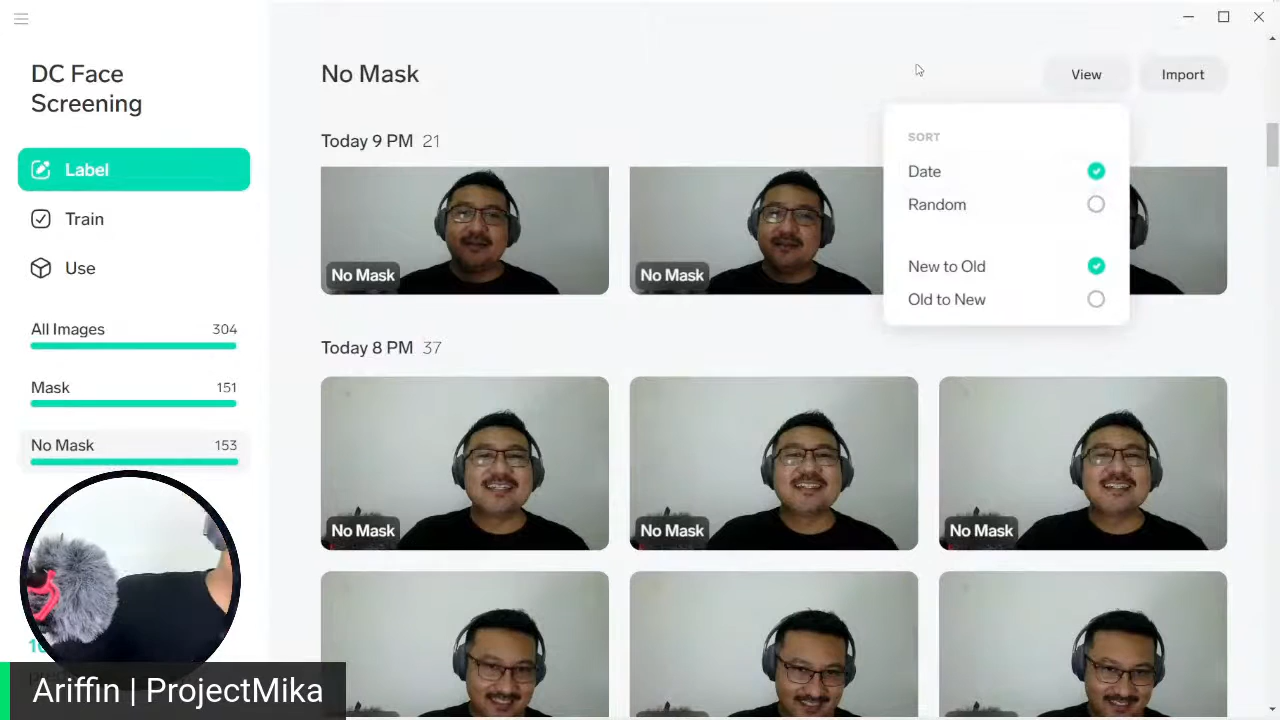 DC Face
Screening
Label
Train
Use
All Images 304
Mask 151
No Mask 153
No Mask
View
Import
SORT
Date
Random
New to Old
Old to New
Today 9 PM 21
No Mask
No Mask
Today 8 PM 37
No Mask
No Mask
No Mask
Ariffin | ProjectMika